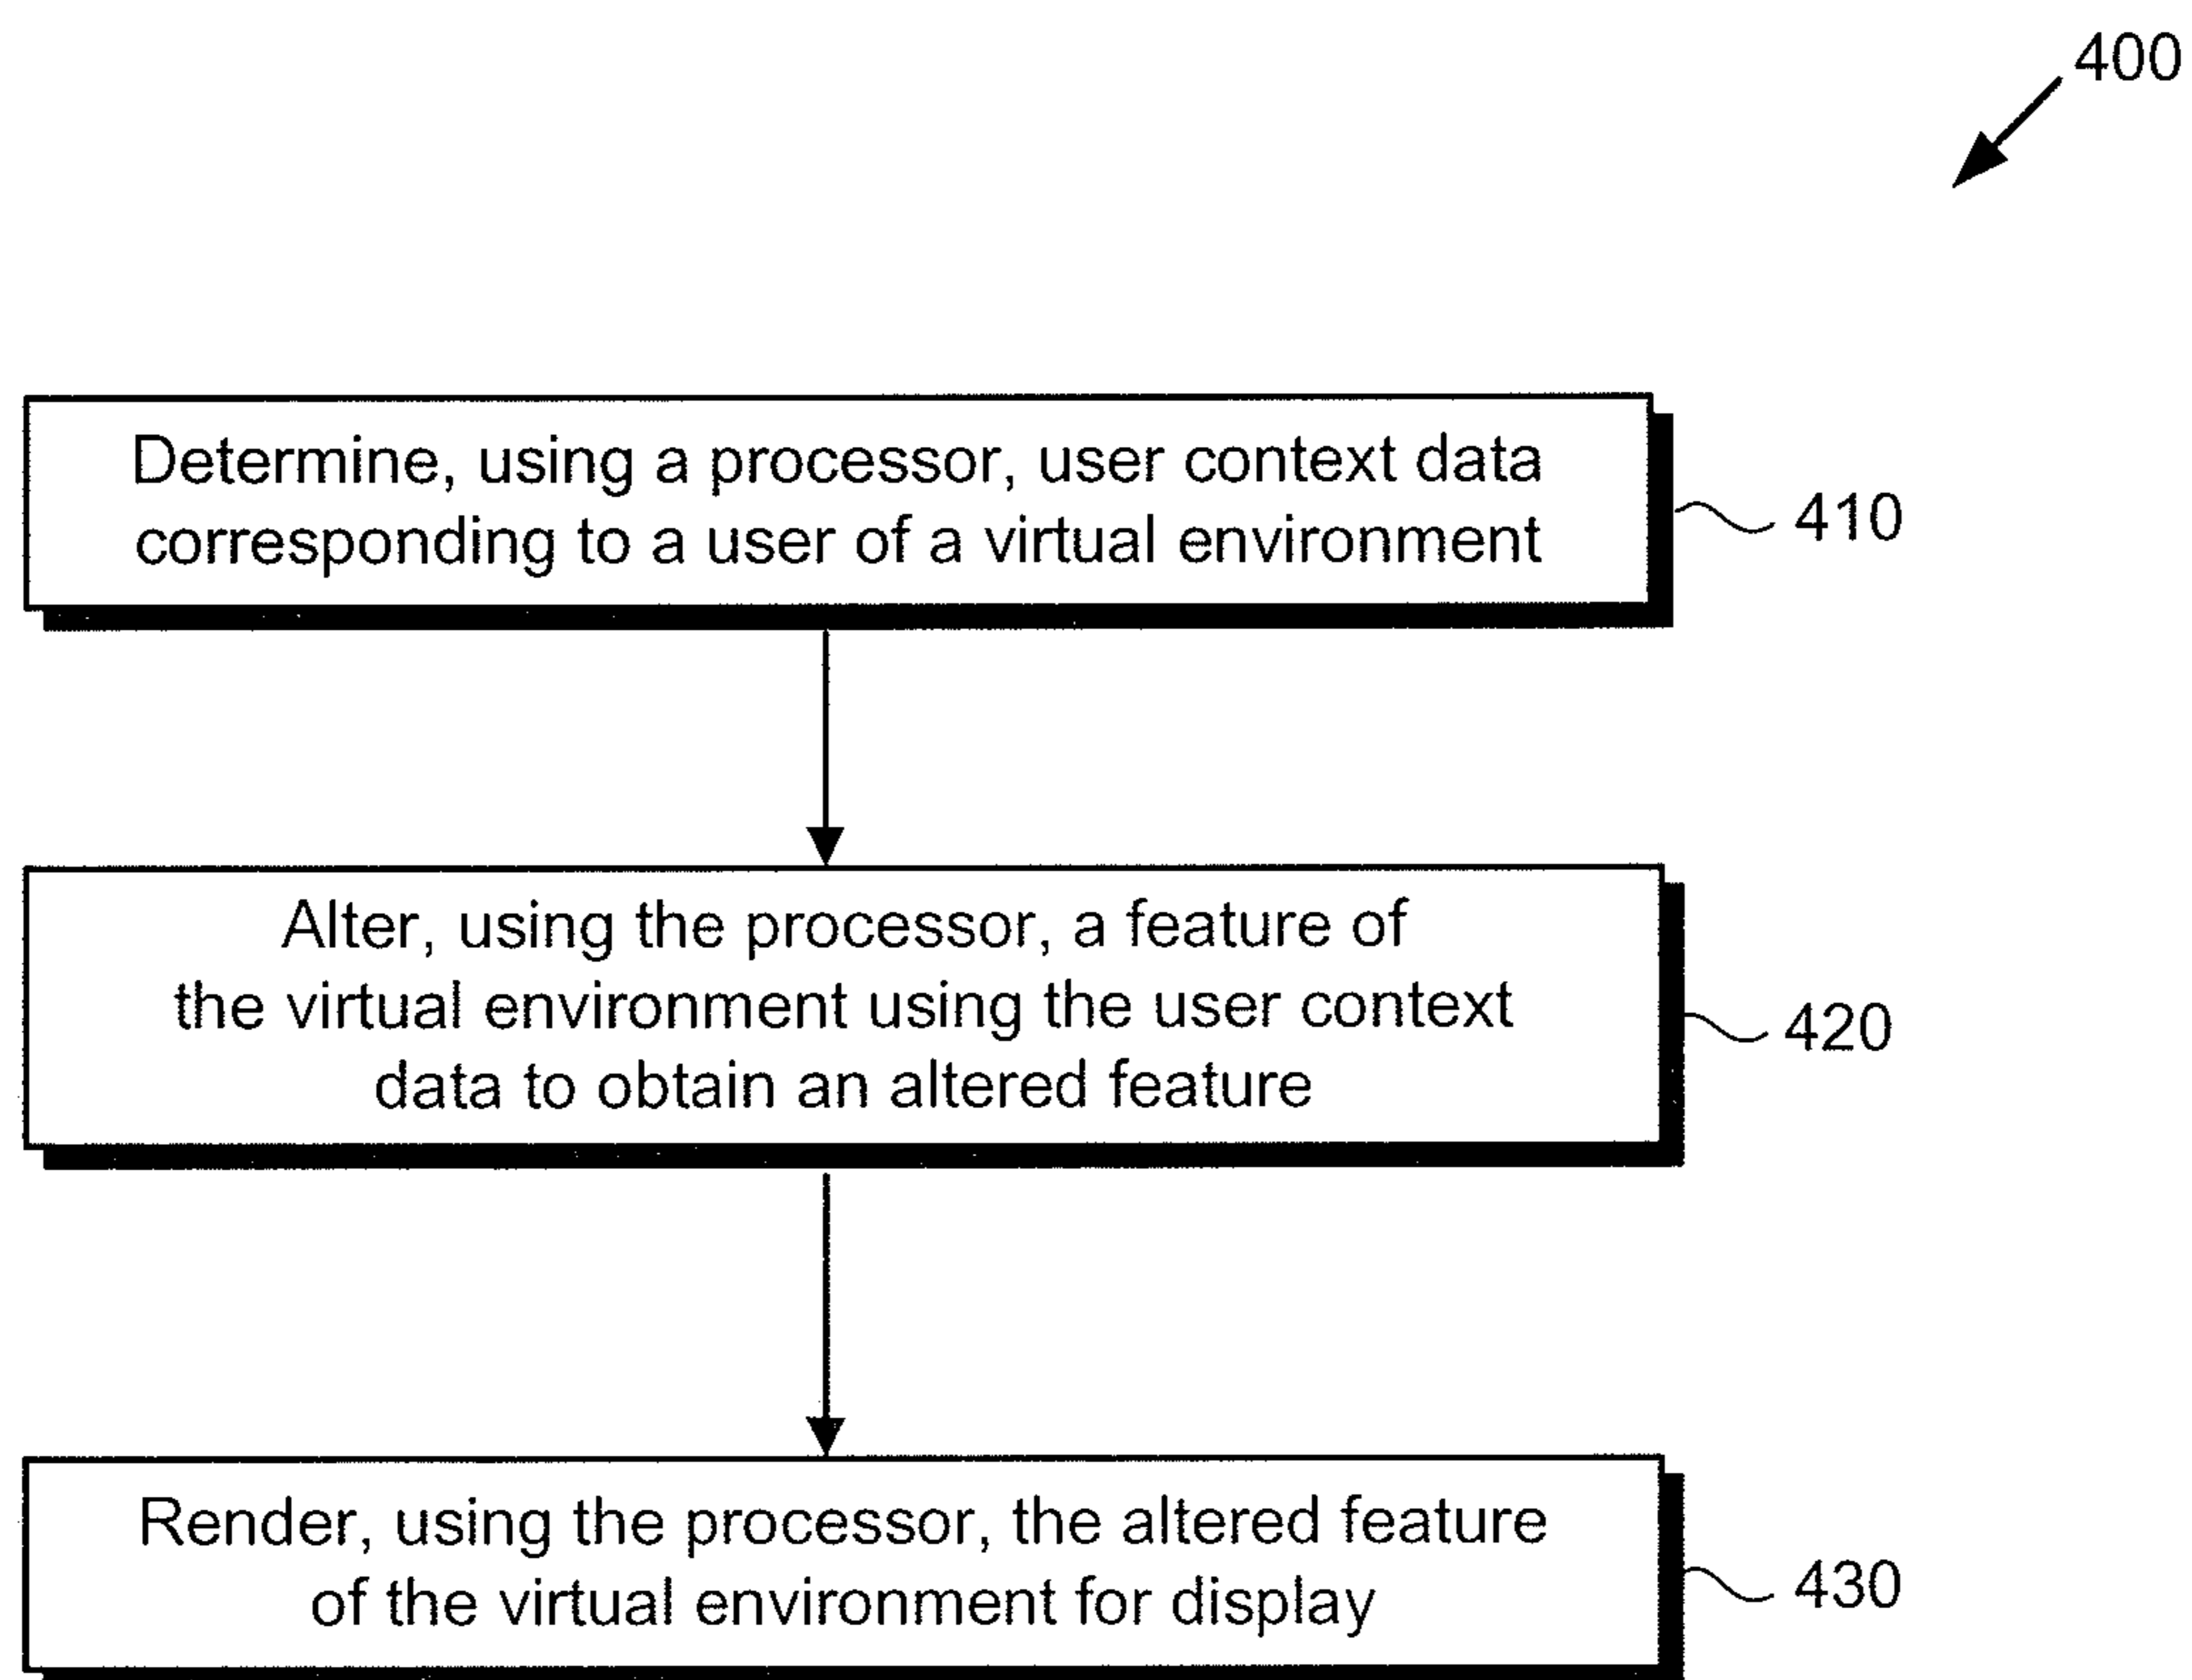 400
Determine, using a processor, user context data
corresponding to a user of a virtual environment
410
Alter, using the processor, a feature of
the virtual environment using the user context
data to obtain an altered feature
420
Render, using the processor, the altered feature
of the virtual environment for display
430